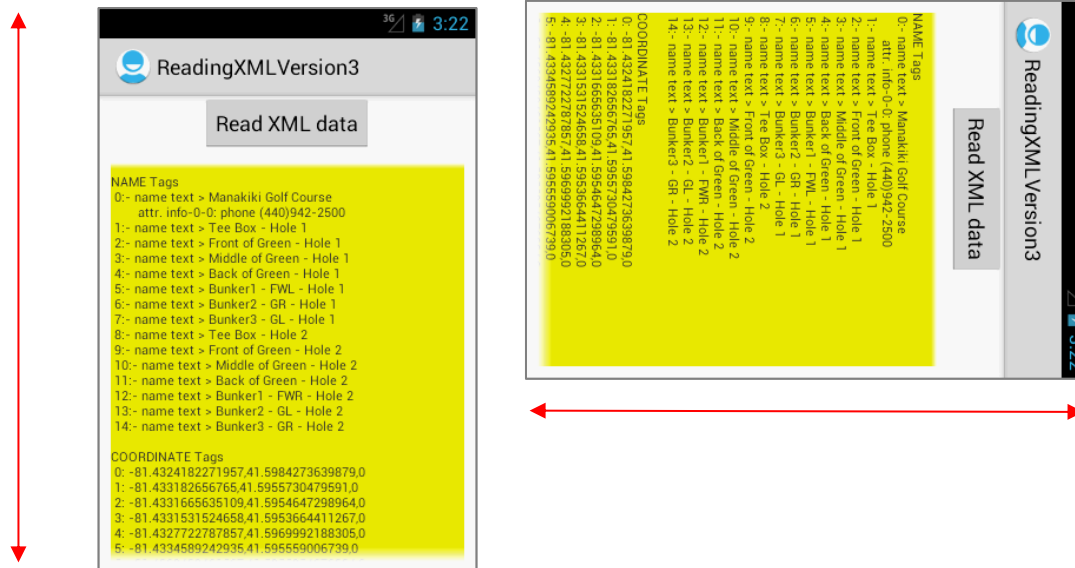 3G 3:22
ReadingXMLVersion3
Read XML data
NAME Tags
0:- name text > Manakiki Golf Course
attr. info-0-0: phone (440)942-2500
1:- name text > Tee Box - Hole 1
2:- name text > Front of Green - Hole 1
3:- name text > Middle of Green - Hole 1
4:- name text > Back of Green - Hole 1
5:- name text > Bunker1 - FWL - Hole 1
6:- name text > Bunker2 - GR - Hole 1
7:- name text > Bunker3 - GL - Hole 1
8:- name text > Tee Box - Hole 2
9:- name text > Front of Green - Hole 2
10:- name text > Middle of Green - Hole 2
11:- name text > Back of Green - Hole 2
12:- name text > Bunker1 - FWR - Hole 2
13:- name text > Bunker2 - GL - Hole 2
14:- name text > Bunker3 - GR - Hole 2
COORDINATE Tags
0: -81.4324182271957,41.5984273639879,0
1: -81.433182656765,41.5955730479591,0
2: -81.4331665635109,41.5954647298964,0
3: -81.4331531524658,41.5953664411267,0
4: -81.4327722787857,41.5969992188305,0
5: -81.4334589242935,41.595559006739,0
3:22
ReadingXMLVersion3
Read XML data
NAME Tags
0:- name text > Manakiki Golf Course
attr. info-0-0: phone (440)942-2500
1:- name text > Tee Box - Hole 1
2:- name text > Front of Green - Hole 1
3:- name text > Middle of Green - Hole 1
4:- name text > Back of Green - Hole 1
5:- name text > Bunker1 - FWL - Hole 1
6:- name text > Bunker2 - GR - Hole 1
7:- name text > Bunker3 - GL - Hole 1
8:- name text > Tee Box - Hole 2
9:- name text > Front of Green - Hole 2
10:- name text > Middle of Green - Hole 2
11:- name text > Back of Green - Hole 2
12:- name text > Bunker1 - FWR - Hole 2
13:- name text > Bunker2 - GL - Hole 2
14:- name text > Bunker3 - GR - Hole 2
COORDINATE Tags
0: -81.4324182271957,41.5984273639879,0
1: -81.433182656765,41.5955730479591,0
2: -81.4331665635109,41.5954647298964,0
3: -81.4331531524658,41.5953664411267,0
4: -81.4327722787857,41.5969992188305,0
5: -81.4334589242935,41.595559006739,0